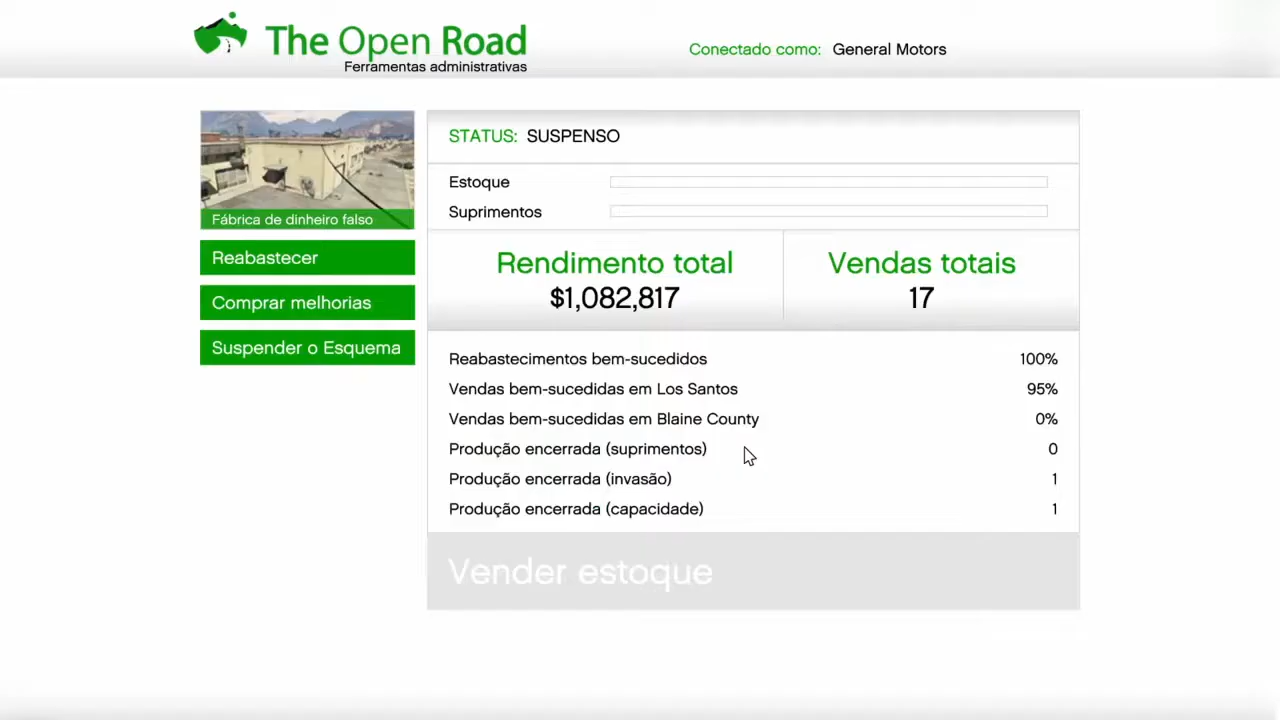 The Open Road
Ferramentas administrativas
Conectado como: General Motors
Fábrica de dinheiro falso
Reabastecer
Comprar melhorias
Suspender o Esquema
STATUS: SUSPENSO
Estoque
Suprimentos
Rendimento total
$1,082,817
Vendas totais
17
Reabastecimentos bem-sucedidos 100%
Vendas bem-sucedidas em Los Santos 95%
Vendas bem-sucedidas em Blaine County 0%
Produção encerrada (suprimentos) 0
Produção encerrada (invasão) 1
Produção encerrada (capacidade) 1
Vender estoque